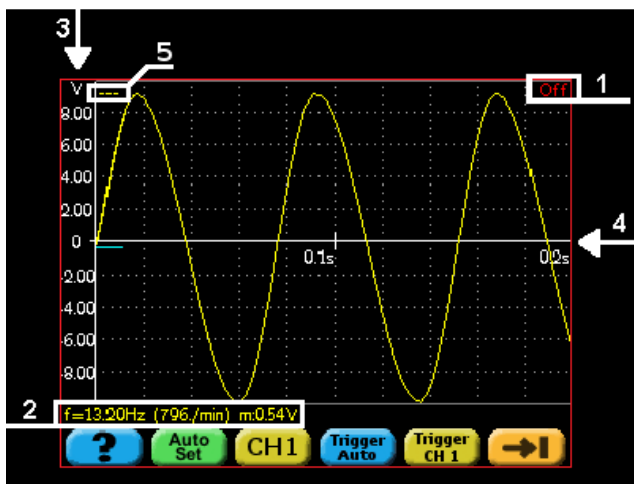 3
5
V
---
Off
1
8.00
6.00
4.00
2.00
0
4
0.1s
0.2s
-2.00
-4.00
-6.00
-8.00
2
f=13.20Hz (796./min) m:0.54V
?
Auto
Set
CH1
Trigger
Auto
Trigger
CH 1